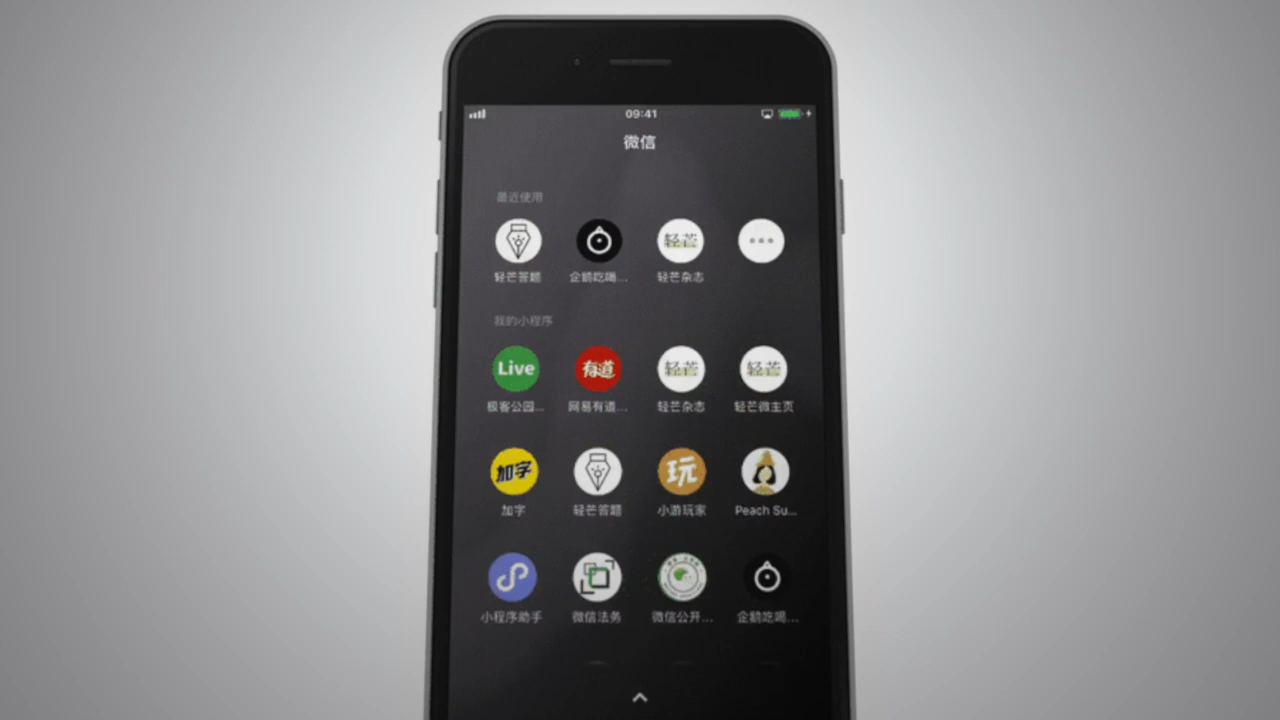 09:41
微信
最近使用
轻芒
轻芒答题 企鹅吃喝... 轻芒杂志
我的小程序
Live 有道 轻芒 轻芒
极客公园... 网易有道... 轻芒杂志 轻芒微主页
加字 玩
加字 轻芒答题 小游玩家 Peach Su...
小程序助手 微信法务 微信公开... 企鹅吃喝...